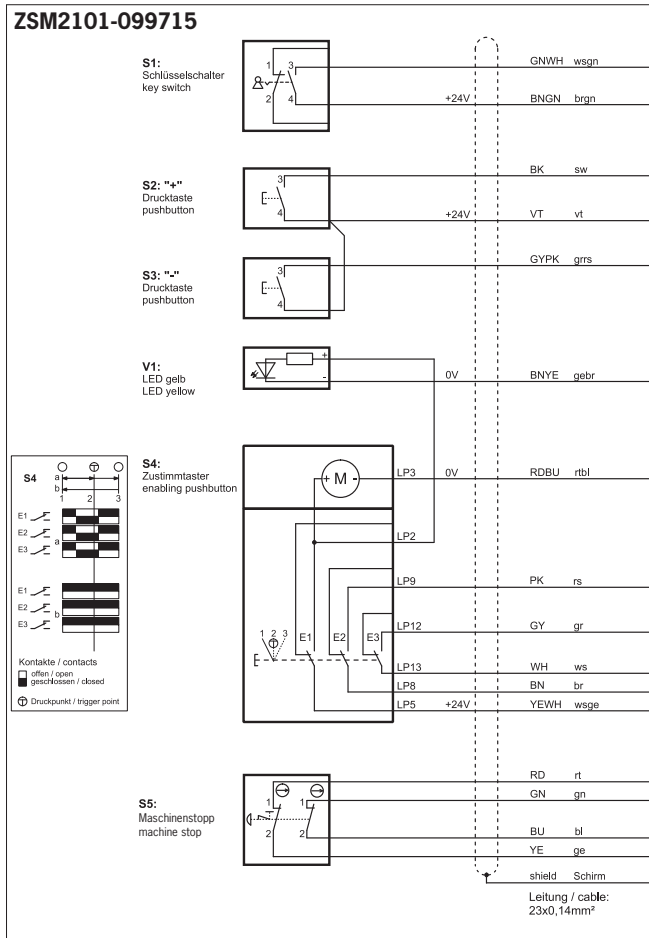 ZSM2101-099715
S1:
Schlüsselschalter
key switch
1 3
2 4
GNWH wsgn
+24V BNGN brgn
S2: "+"
Drucktaste
pushbutton
3
4
BK sw
+24V VT vt
S3: "-"
Drucktaste
pushbutton
3
4
GYPK grrs
V1:
LED gelb
LED yellow
+
-
0V BNYE gebr
S4:
Zustimmtaster
enabling pushbutton
+ M -
LP3 0V RDBU rtbl
LP2
LP9 PK rs
LP12 GY gr
1 2 3
E1 E2 E3
LP13 WH ws
LP8 BN br
LP5 +24V YEWH wsge
S4
a
b
1 2 3
E1
E2
a
E3
E1
E2
b
E3
Kontakte / contacts
offen / open
geschlossen / closed
T Druckpunkt / trigger point
S5:
Maschinenstopp
machine stop
1 1
2 2
RD rt
GN gn
BU bl
YE ge
shield Schirm
Leitung / cable:
23x0,14mm²